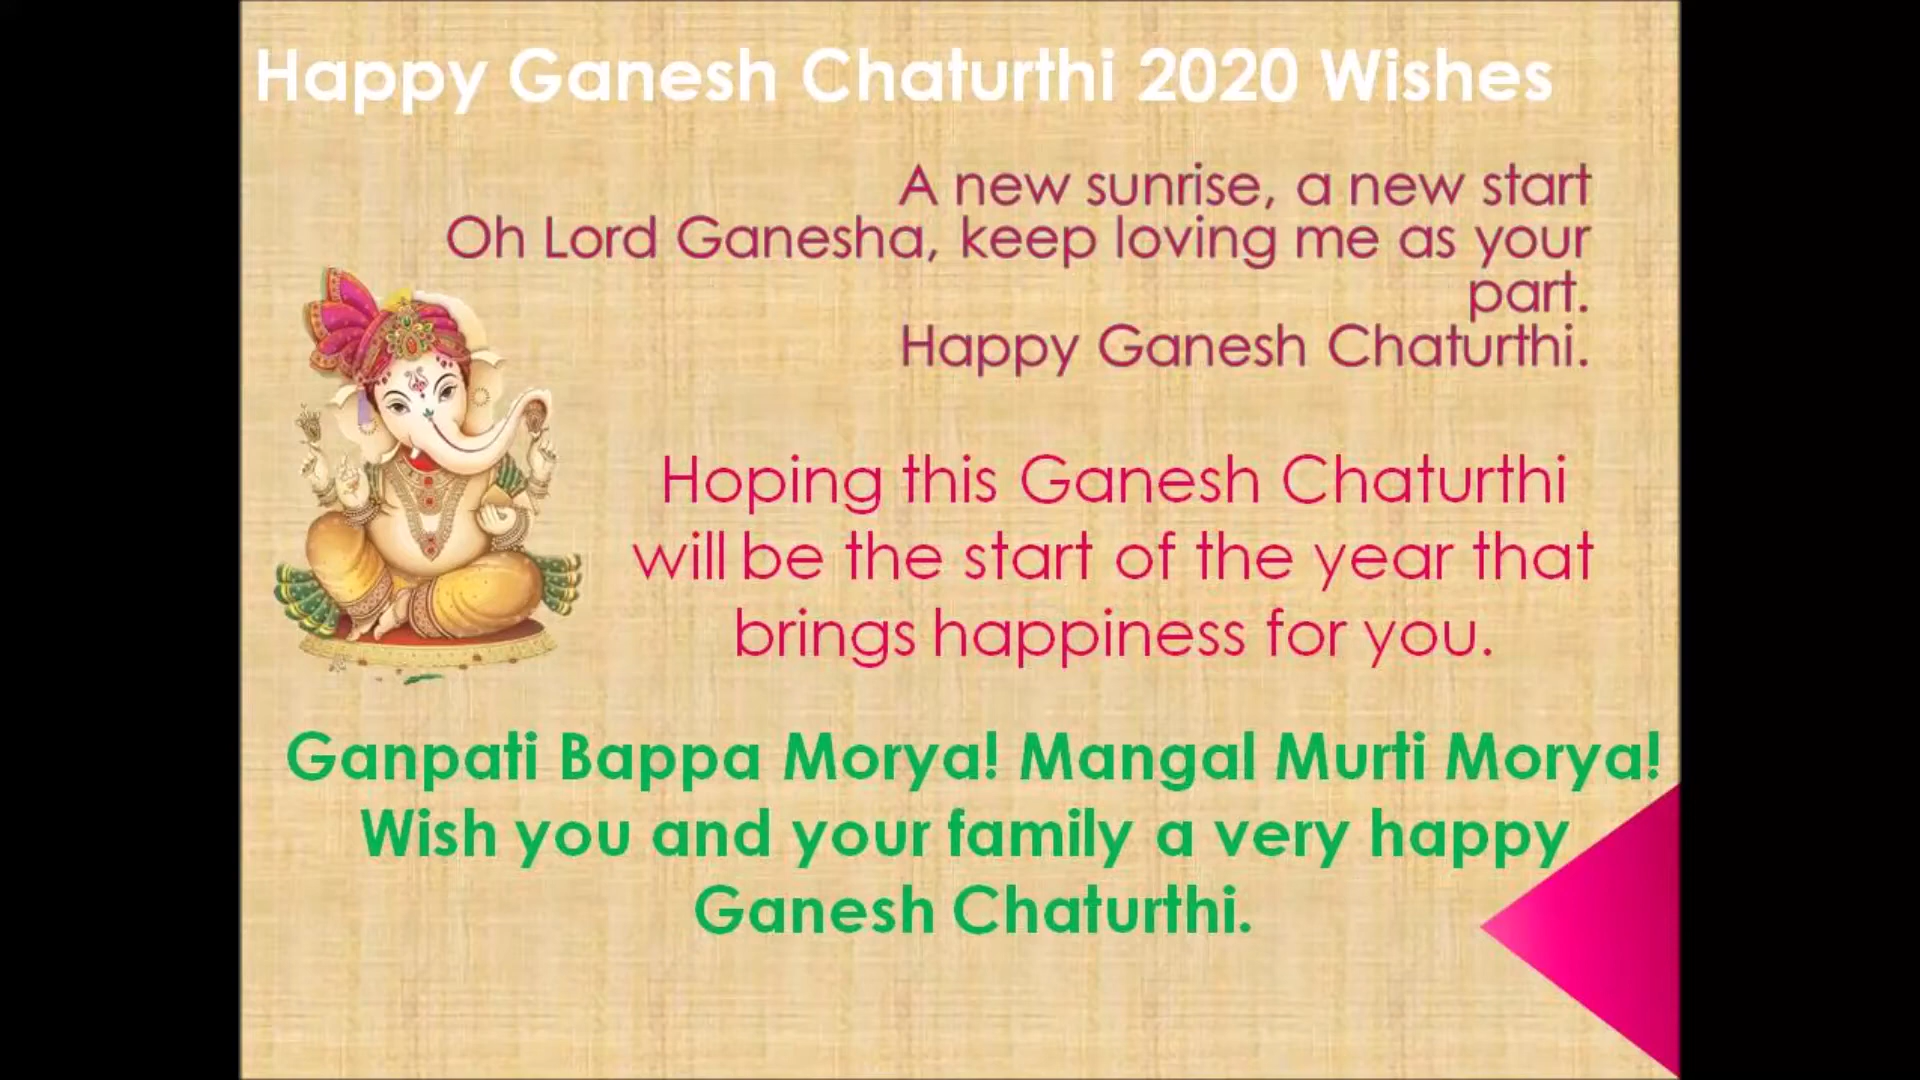 Happy Ganesh Chaturthi 2020 Wishes
A new sunrise, a new start
Oh Lord Ganesha, keep loving me as your
part.
Happy Ganesh Chaturthi.
Hoping this Ganesh Chaturthi
will be the start of the year that
brings happiness for you.
Ganpati Bappa Morya! Mangal Murti Morya!
Wish you and your family a very happy
Ganesh Chaturthi.